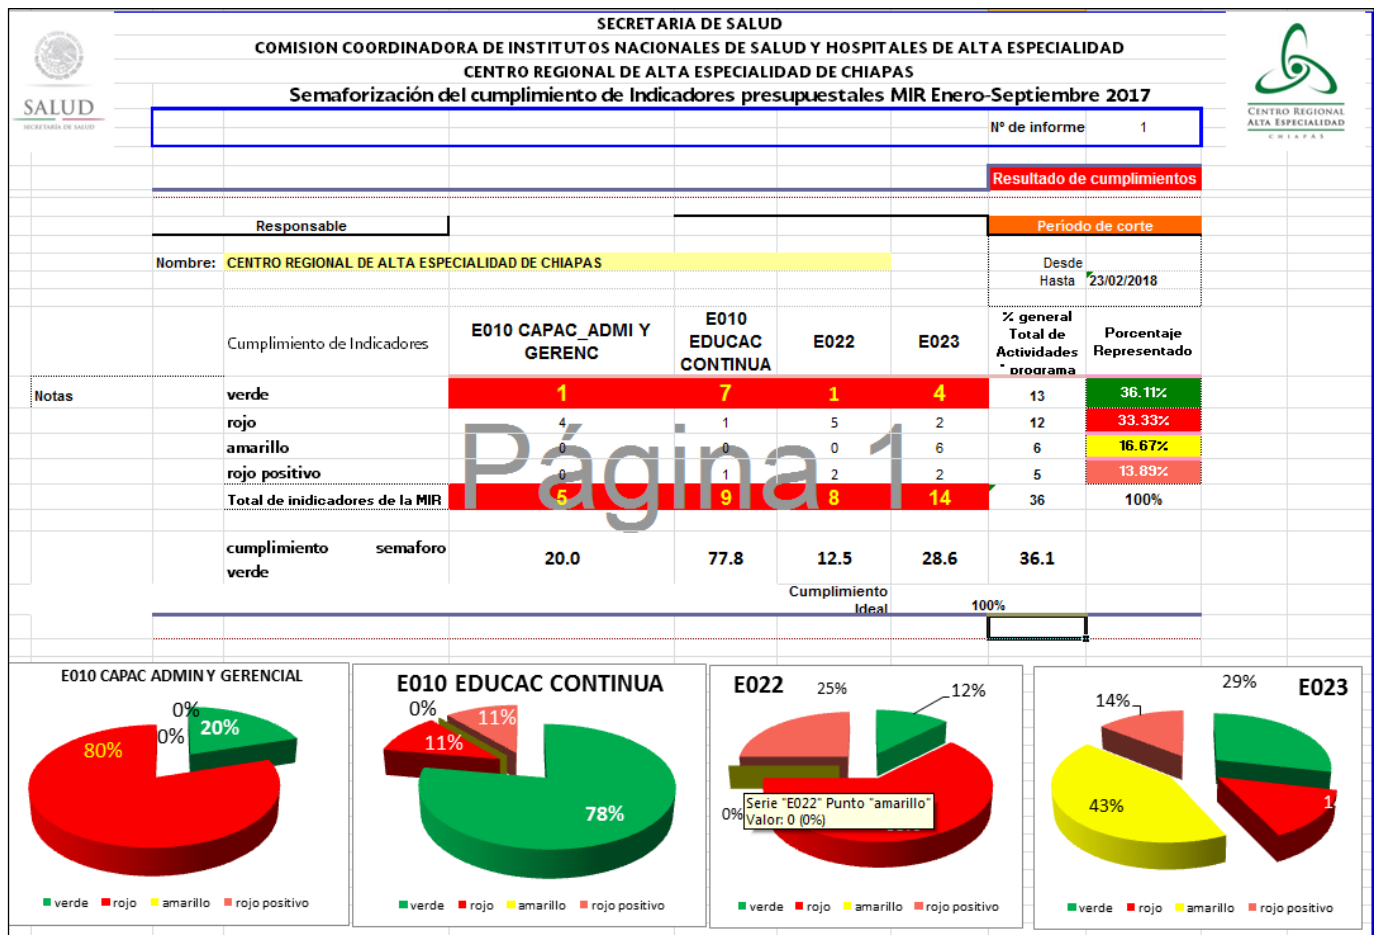 SECRETARIA DE SALUD
COMISION COORDINADORA DE INSTITUTOS NACIONALES DE SALUD Y HOSPITALES DE ALTA ESPECIALIDAD
CENTRO REGIONAL DE ALTA ESPECIALIDAD DE CHIAPAS
Semaforización del cumplimiento de Indicadores presupuestales MIR Enero-Septiembre 2017
SALUD
SECRETARÍA DE SALUD
CENTRO REGIONAL
ALTA ESPECIALIDAD
CHIAPAS
Nº de informe 1
Resultado de cumplimientos
Responsable Periodo de corte
Nombre: CENTRO REGIONAL DE ALTA ESPECIALIDAD DE CHIAPAS Desde
Hasta 23/02/2018
Cumplimiento de Indicadores E010 CAPAC_ADMI Y GERENC E010 EDUCAC CONTINUA E022 E023 % general Total de Actividades * programa Porcentaje Representado
Notas verde 1 7 1 4 13 36.11%
rojo 4 1 5 2 12 33.33%
amarillo 0 0 0 6 6 16.67%
rojo positivo 0 1 2 2 5 13.89%
Total de inidicadores de la MIR 5 9 8 14 36 100%
Página 1
cumplimiento semaforo verde 20.0 77.8 12.5 28.6 36.1
Cumplimiento Ideal 100%
E010 CAPAC ADMIN Y GERENCIAL
0%
0%
20%
80%
verde rojo amarillo rojo positivo
E010 EDUCAC CONTINUA
0%
11%
11%
78%
verde rojo amarillo rojo positivo
E022
25%
12%
0%
Serie "E022" Punto "amarillo"
Valor: 0 (0%)
verde rojo amarillo rojo positivo
E023
29%
14%
43%
verde rojo amarillo rojo positivo